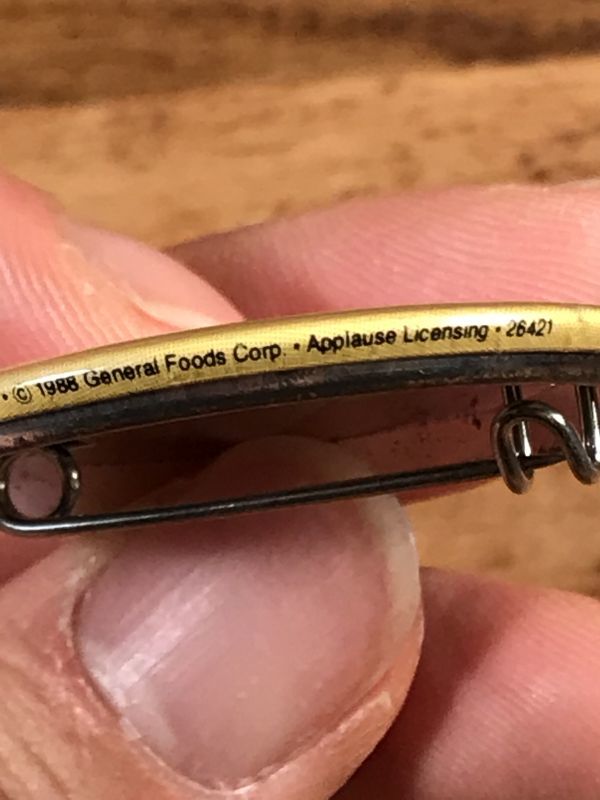 • © 1988 General Foods Corp. • Applause Licensing • 26421